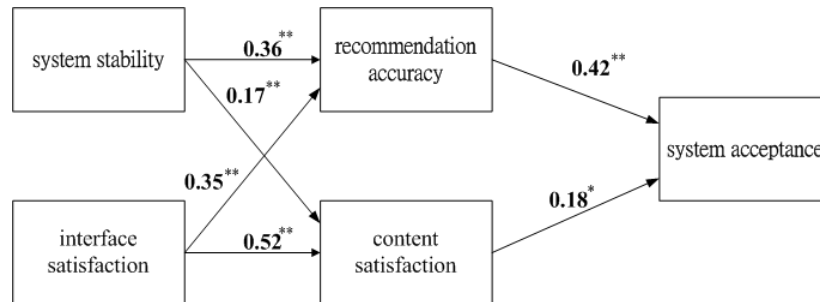 system stability
0.36**
recommendation
accuracy
0.42**
0.17**
system acceptance
0.35**
0.18*
interface
satisfaction
0.52**
content
satisfaction